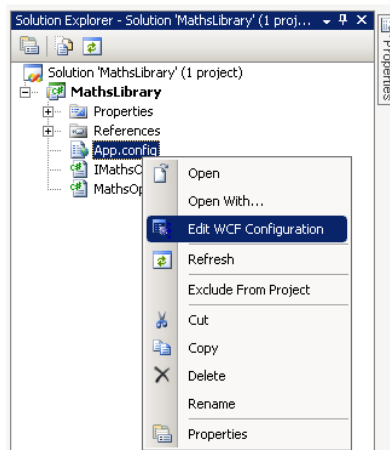 Solution Explorer - Solution 'MathsLibrary' (1 proj...
Properties
Solution 'MathsLibrary' (1 project)
MathsLibrary
Properties
References
App.config
IMathsO
MathsOp
Open
Open With...
Edit WCF Configuration
Refresh
Exclude From Project
Cut
Copy
Delete
Rename
Properties